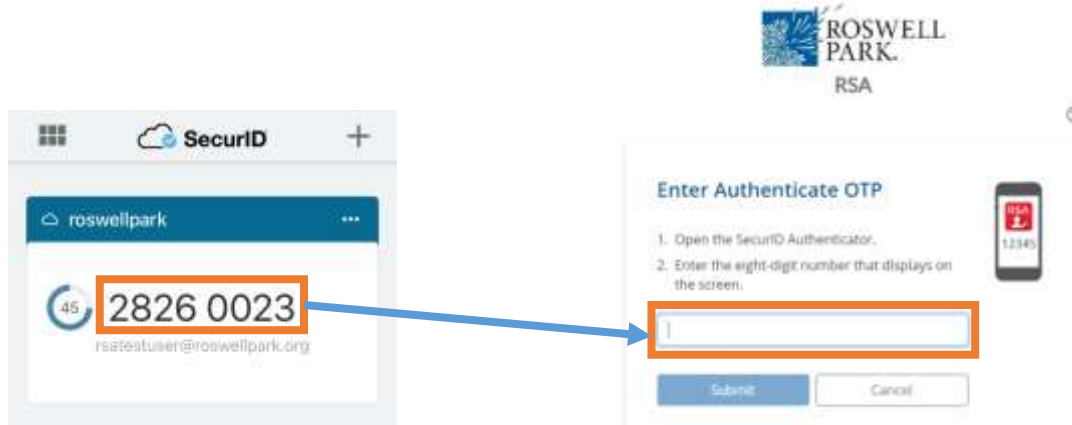 ROSWELL
PARK.
RSA
SecurID
roswellpark
45
2826 0023
rsatestuser@roswellpark.org
Enter Authenticate OTP
1. Open the SecurID Authenticator.
2. Enter the eight-digit number that displays on
the screen.
RSA
12345
Submit
Cancel